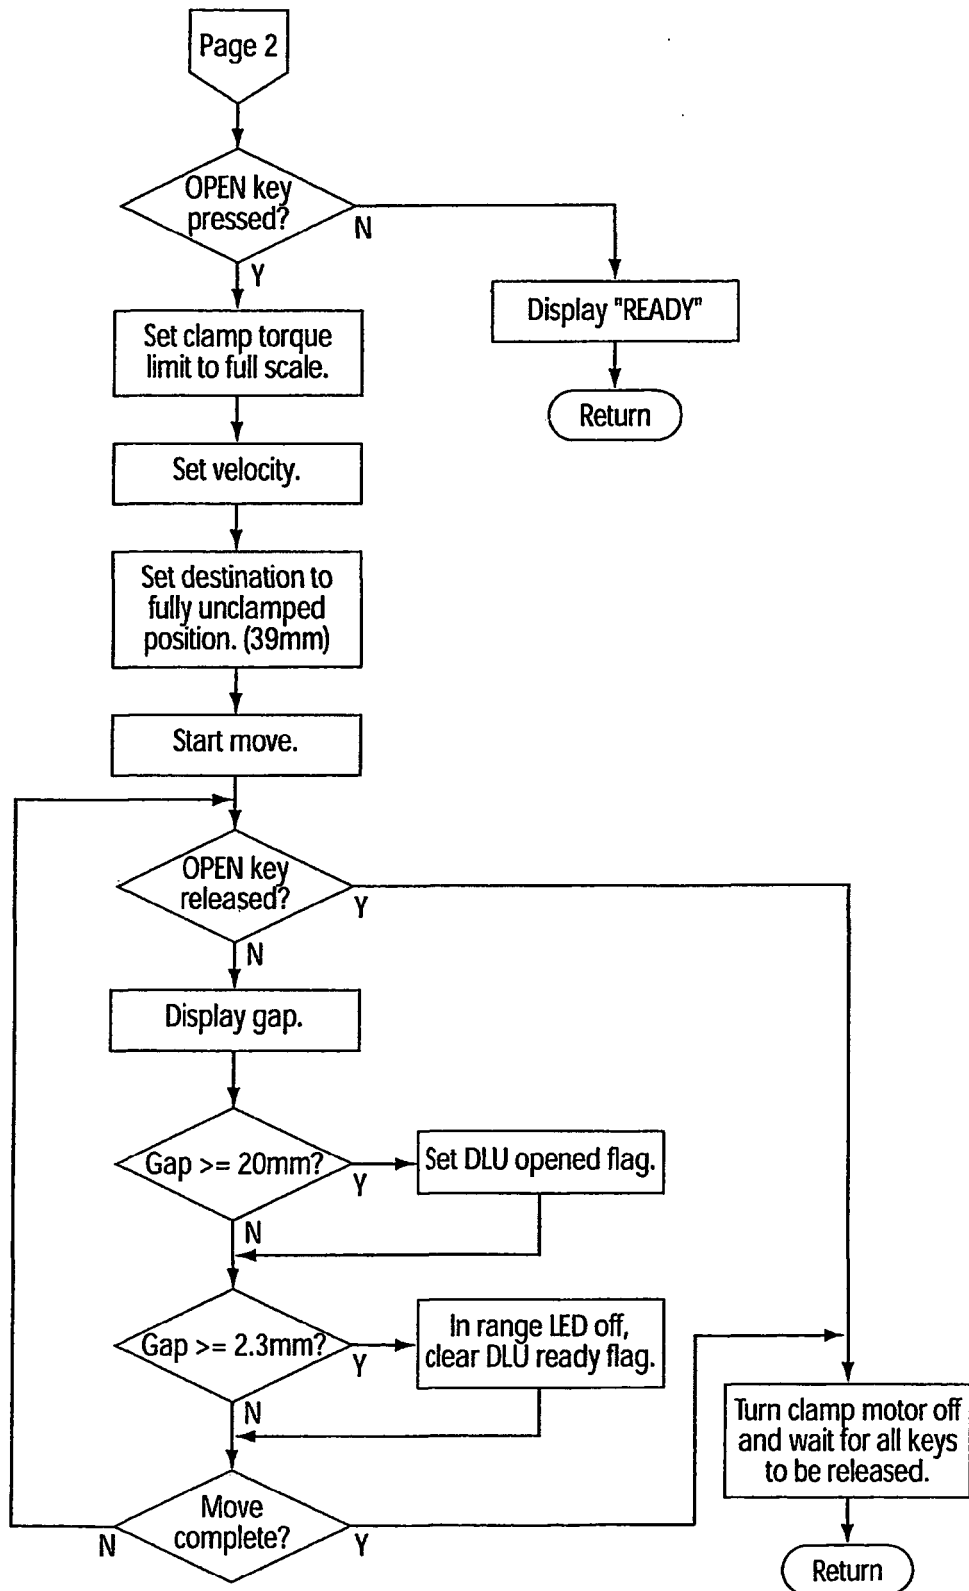 Page 2
OPEN key
pressed?
N
Y
Display "READY"
Set clamp torque
limit to full scale.
Return
Set velocity.
Set destination to
fully unclamped
position. (39mm)
Start move.
OPEN key
released?
Y
N
Display gap.
Gap >= 20mm?
Y
Set DLU opened flag.
N
Gap >= 2.3mm?
Y
In range LED off,
clear DLU ready flag.
N
Turn clamp motor off
and wait for all keys
to be released.
Move
complete?
N
Y
Return